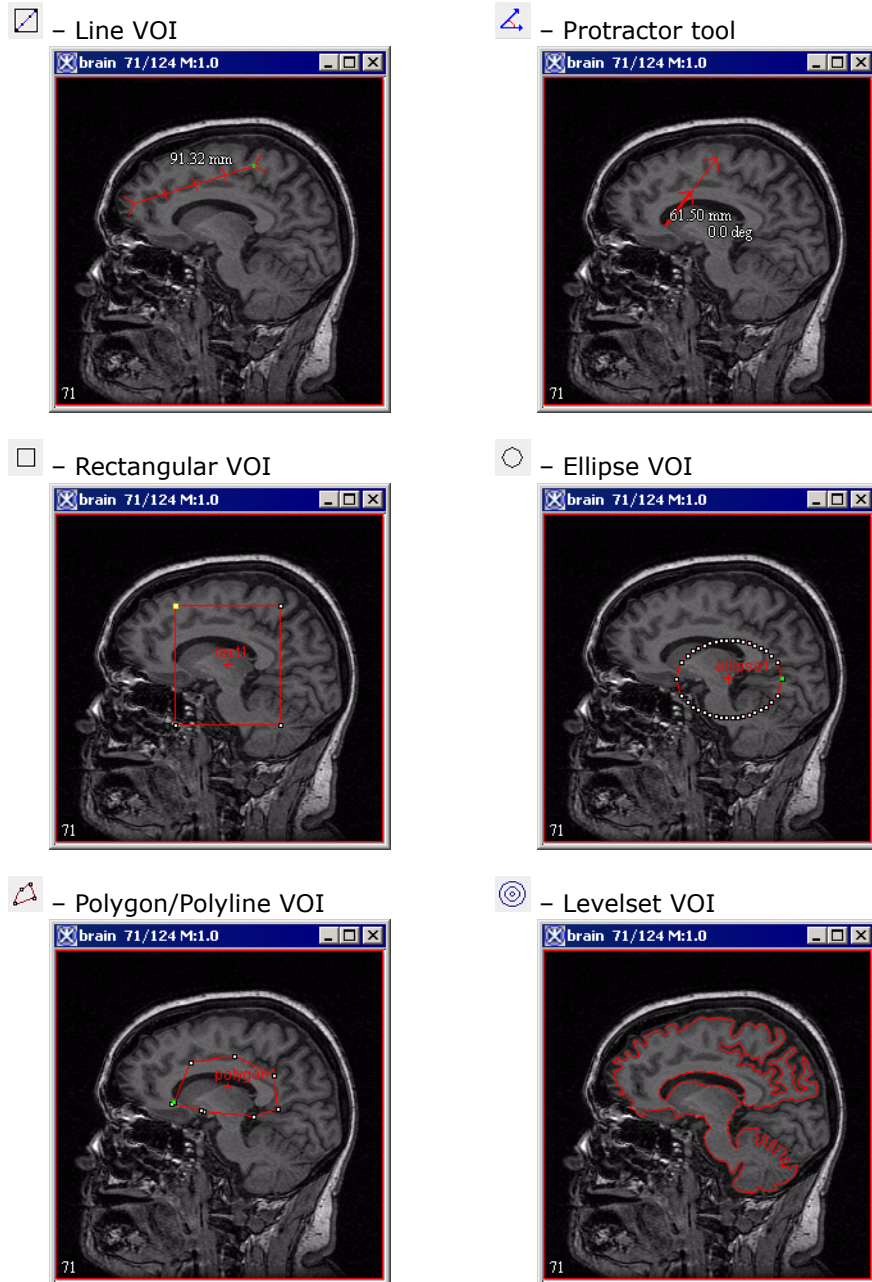 – Line VOI
brain 71/124 M:1.0
91.32 mm
71
– Protractor tool
brain 71/124 M:1.0
61.50 mm
0.0 deg
71
– Rectangular VOI
brain 71/124 M:1.0
rect1
71
– Ellipse VOI
brain 71/124 M:1.0
ellipse1
71
– Polygon/Polyline VOI
brain 71/124 M:1.0
polygon1
71
– Levelset VOI
brain 71/124 M:1.0
71